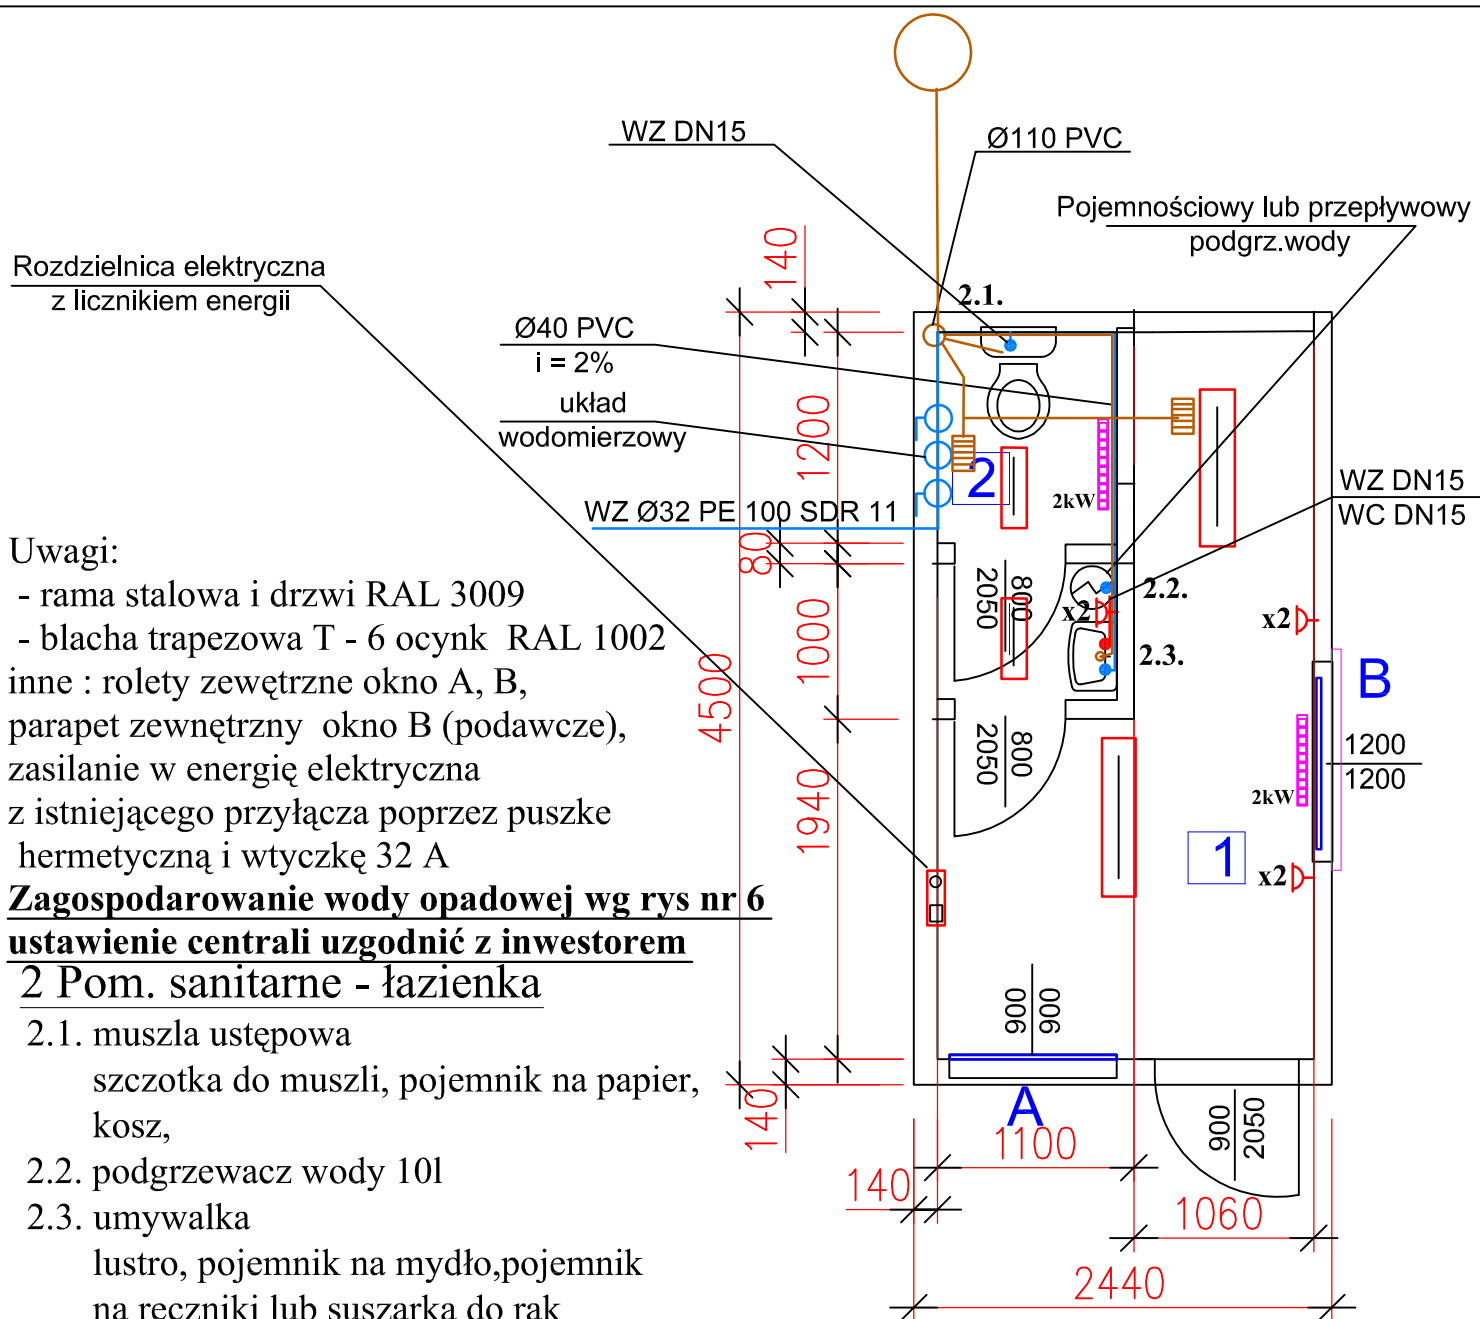 WZ DN15
Ø110 PVC
Pojemnościowy lub przepływowy
podgrz.wody
Rozdzielnica elektryczna
z licznikiem energii
140
2.1.
Ø40 PVC
i = 2%
układ
wodomierzowy
1200
2
2kW
WZ DN15
WC DN15
WZ Ø32 PE 100 SDR 11
80
800
2050
x2
2.2.
2.3.
x2
1000
4500
B
1200
1200
800
2050
2kW
1940
1
x2
Uwagi:
- rama stalowa i drzwi RAL 3009
- blacha trapezowa T - 6 ocynk RAL 1002
inne : rolety zewętrzne okno A, B,
parapet zewnętrzny okno B (podawcze),
zasilanie w energię elektryczna
z istniejącego przyłącza poprzez puszke
hermetyczną i wtyczkę 32 A
Zagospodarowanie wody opadowej wg rys nr 6
ustawienie centrali uzgodnić z inwestorem
2 Pom. sanitarne - łazienka
2.1. muszla ustępowa
szczotka do muszli, pojemnik na papier,
kosz,
2.2. podgrzewacz wody 10l
2.3. umywalka
lustro, pojemnik na mydło,pojemnik
na ręczniki lub suszarka do rąk
900
900
A
140
1100
900
2050
140
1060
2440